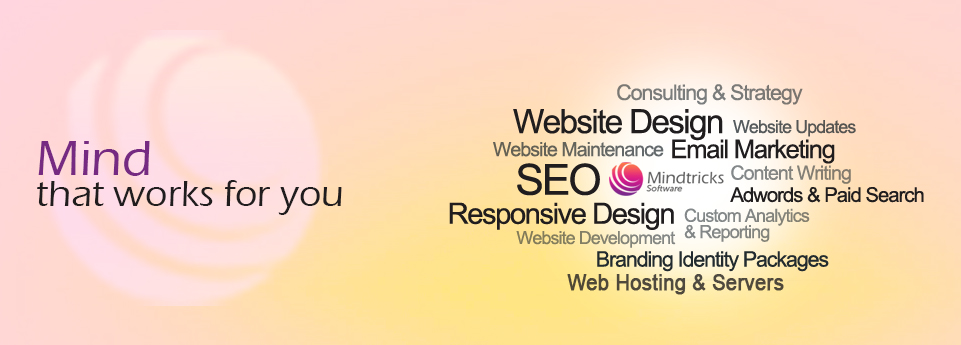 Mind
that works for you
Consulting & Strategy
Website Design Website Updates
Website Maintenance Email Marketing
SEO Mindtricks Software Content Writing
Adwords & Paid Search
Responsive Design Custom Analytics
& Reporting
Website Development
Branding Identity Packages
Web Hosting & Servers